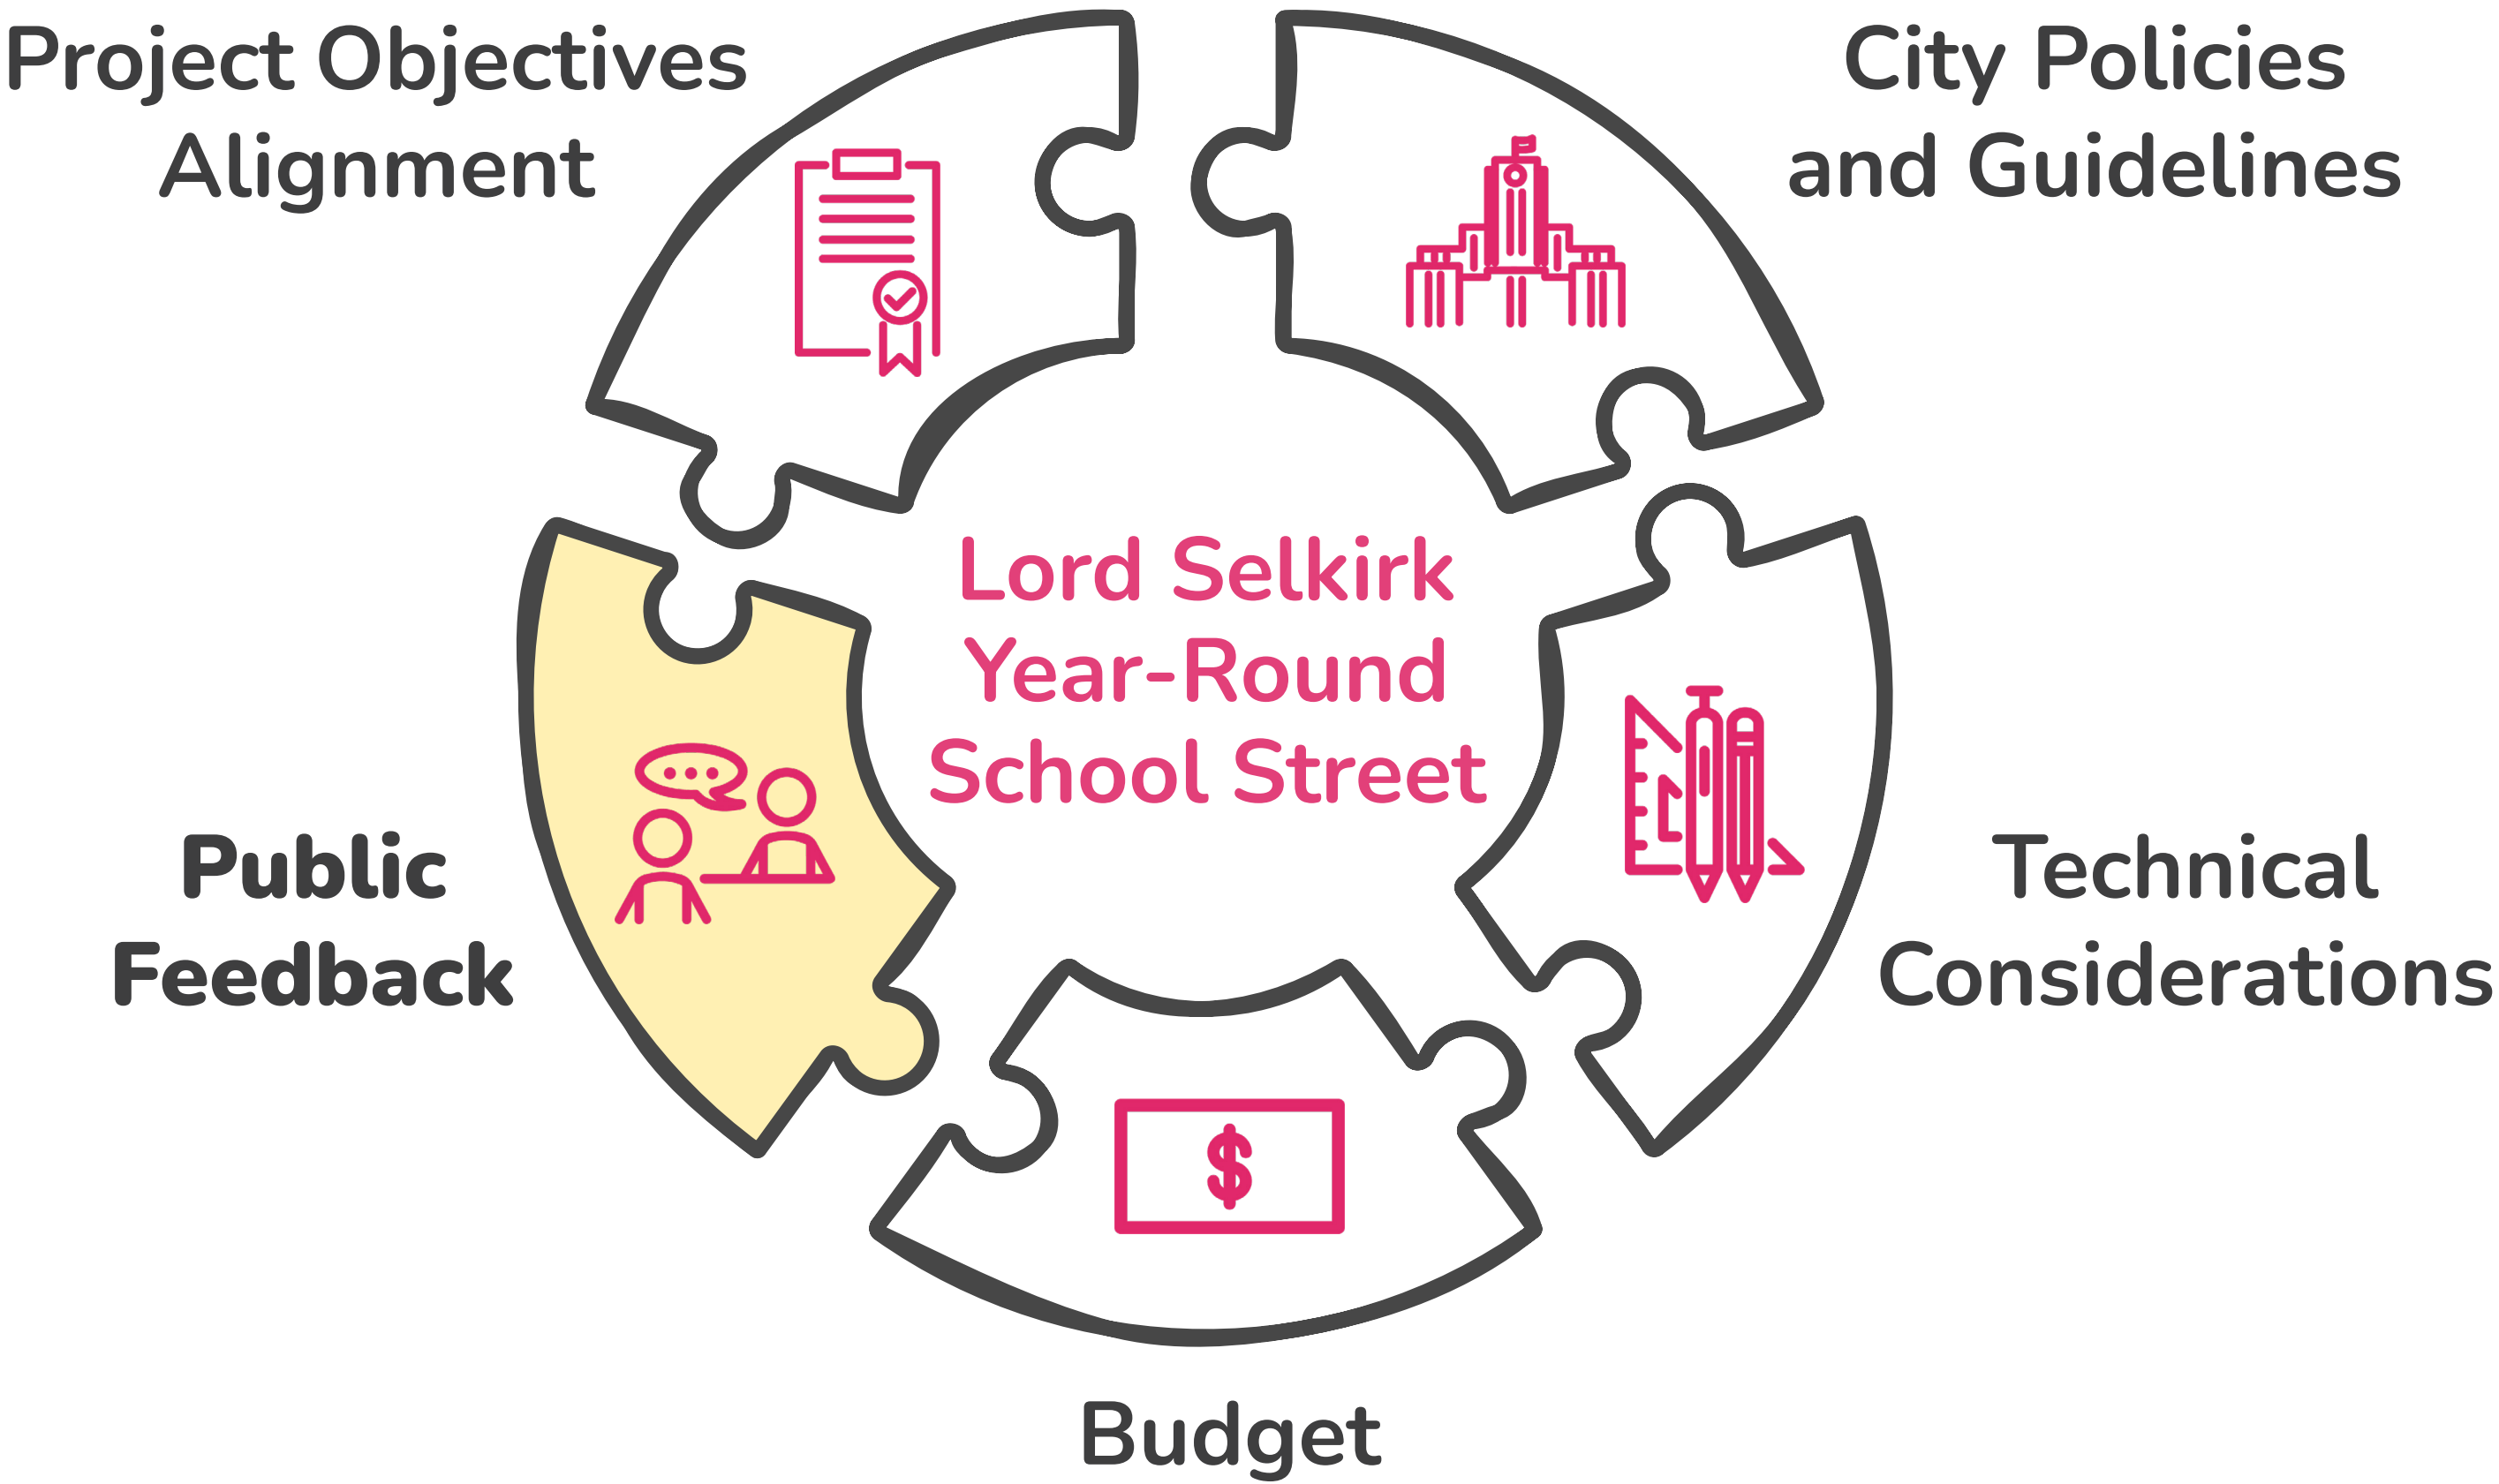 Project Objectives
Alignment
City Policies
and Guidelines
Lord Selkirk
Year-Round
School Street
Public
Feedback
Technical
Considerations
$
Budget